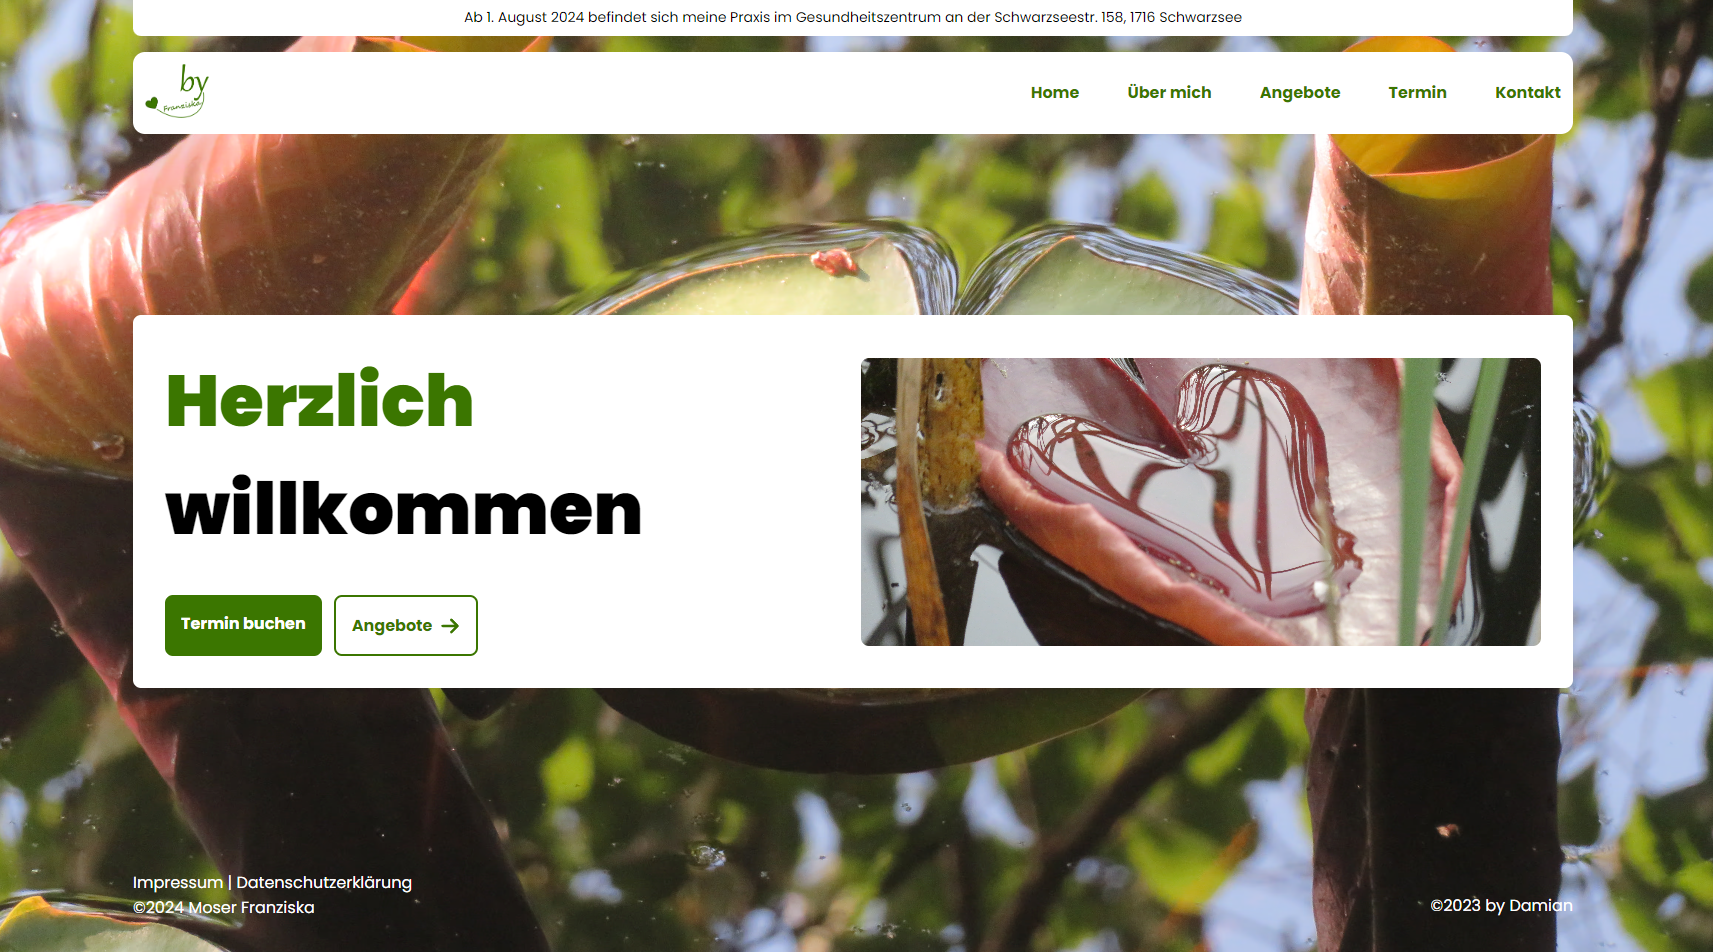 Ab 1. August 2024 befindet sich meine Praxis im Gesundheitszentrum an der Schwarzseestr. 158, 1716 Schwarzsee
by
Franziska
Home Über mich Angebote Termin Kontakt
Herzlich
willkommen
Termin buchen Angebote →
Impressum | Datenschutzerklärung
©2024 Moser Franziska
©2023 by Damian